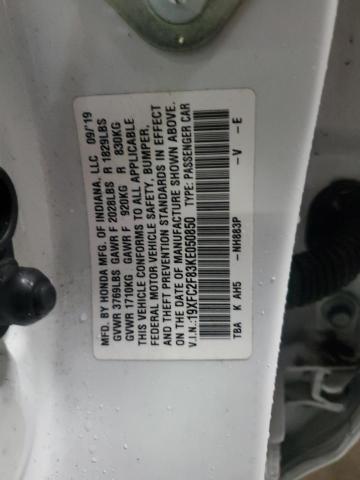 MFD. BY HONDA MFG. OF INDIANA, LLC 09/'19
GVWR 3769LBS GAWR F 2028LBS R 1829LBS
GVWR 1710KG GAWR F 920KG R 830KG
THIS VEHICLE CONFORMS TO ALL APPLICABLE
FEDERAL MOTOR VEHICLE SAFETY, BUMPER,
AND THEFT PREVENTION STANDARDS IN EFFECT
ON THE DATE OF MANUFACTURE SHOWN ABOVE.
V.I.N.:19XFC2F83KE050850 TYPE: PASSENGER CAR
TBA K AH5 -NH883P -V -E